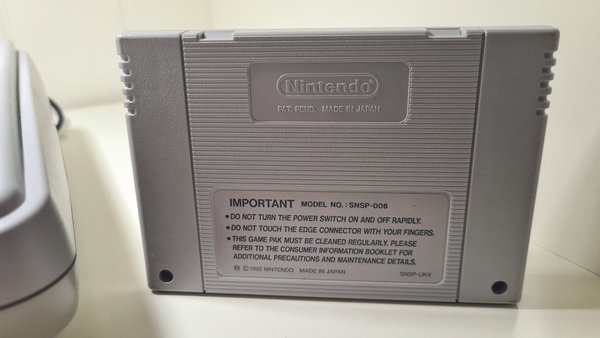 Nintendo®
PAT. PEND. MADE IN JAPAN
IMPORTANT MODEL NO.: SNSP-006
•DO NOT TURN THE POWER SWITCH ON AND OFF RAPIDLY.
•DO NOT TOUCH THE EDGE CONNECTOR WITH YOUR FINGERS.
•THIS GAME PAK MUST BE CLEANED REGULARLY. PLEASE
REFER TO THE CONSUMER INFORMATION BOOKLET FOR
ADDITIONAL PRECAUTIONS AND MAINTENANCE DETAILS.
Ⓜ ©1992 NINTENDO MADE IN JAPAN SNSP-UKV